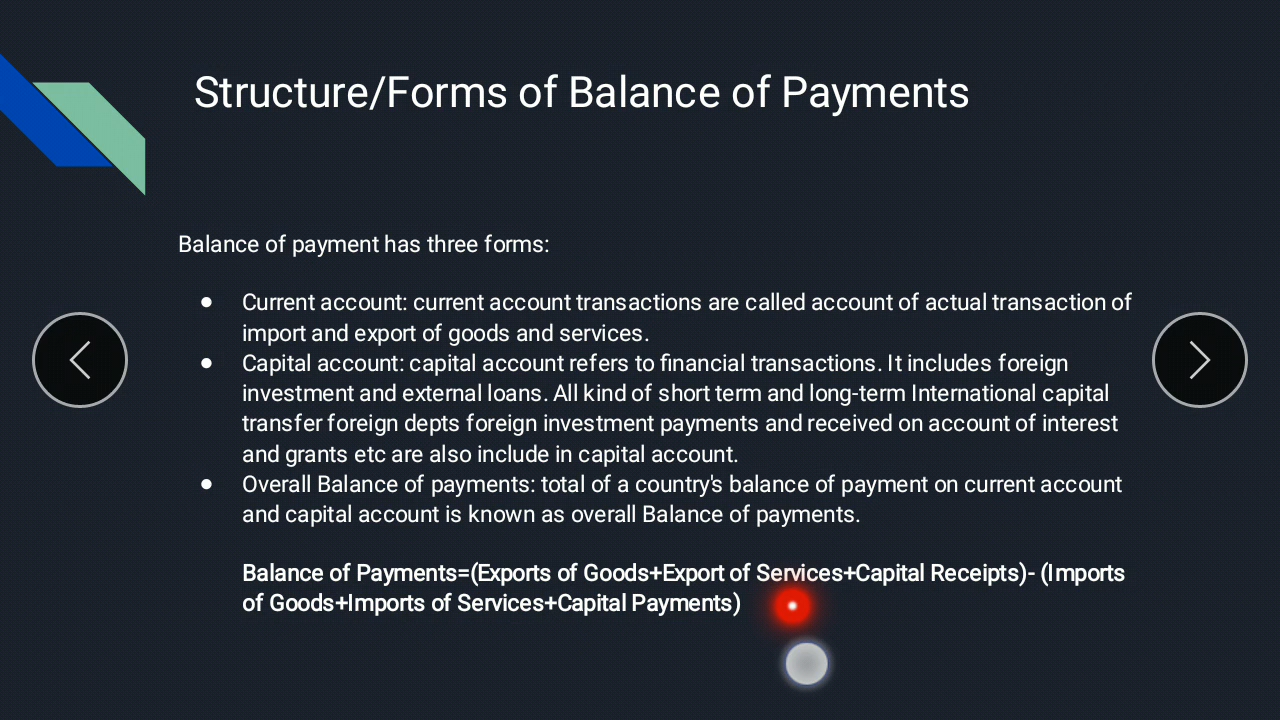 Structure/Forms of Balance of Payments
Balance of payment has three forms:
● Current account: current account transactions are called account of actual transaction of
import and export of goods and services.
● Capital account: capital account refers to financial transactions. It includes foreign
investment and external loans. All kind of short term and long-term International capital
transfer foreign depts foreign investment payments and received on account of interest
and grants etc are also include in capital account.
● Overall Balance of payments: total of a country's balance of payment on current account
and capital account is known as overall Balance of payments.
Balance of Payments=(Exports of Goods+Export of Services+Capital Receipts)- (Imports
of Goods+Imports of Services+Capital Payments)